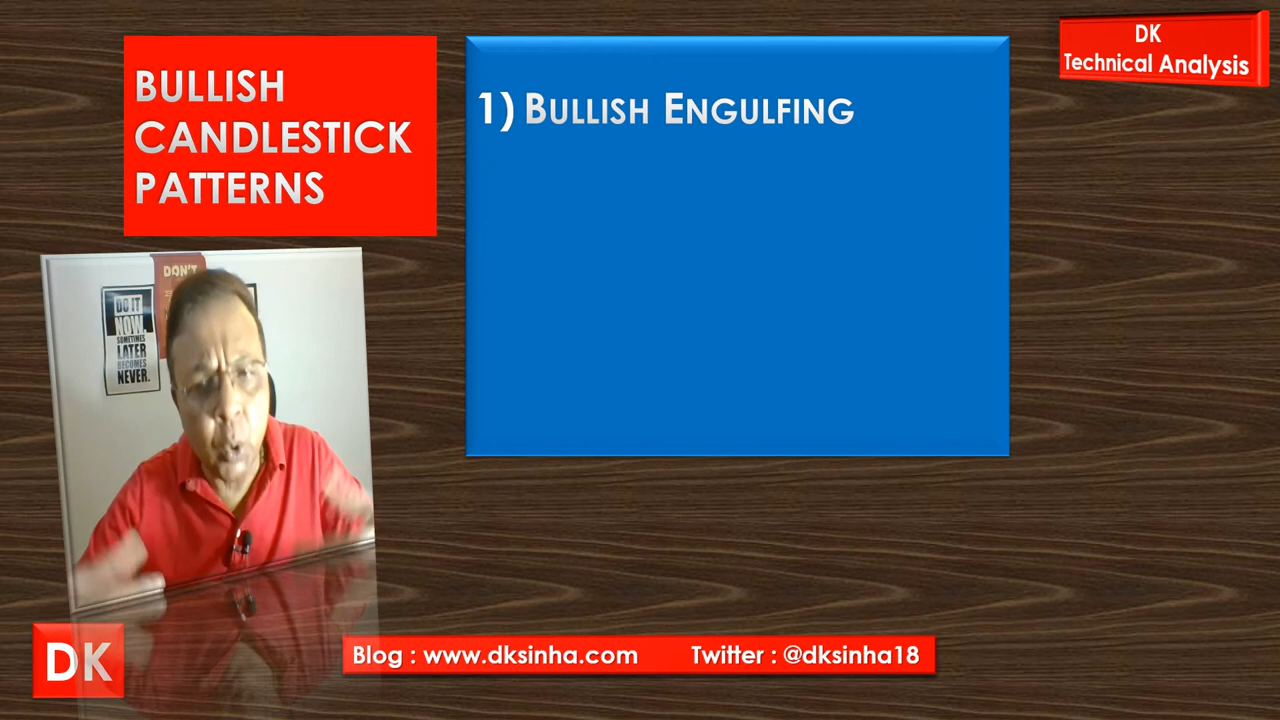 BULLISH
CANDLESTICK
PATTERNS
1) BULLISH ENGULFING
DK
Technical Analysis
DON'T
DO IT
NOW.
SOMETIMES
LATER
BECOMES
NEVER.
DK
Blog : www.dksinha.com Twitter : @dksinha18